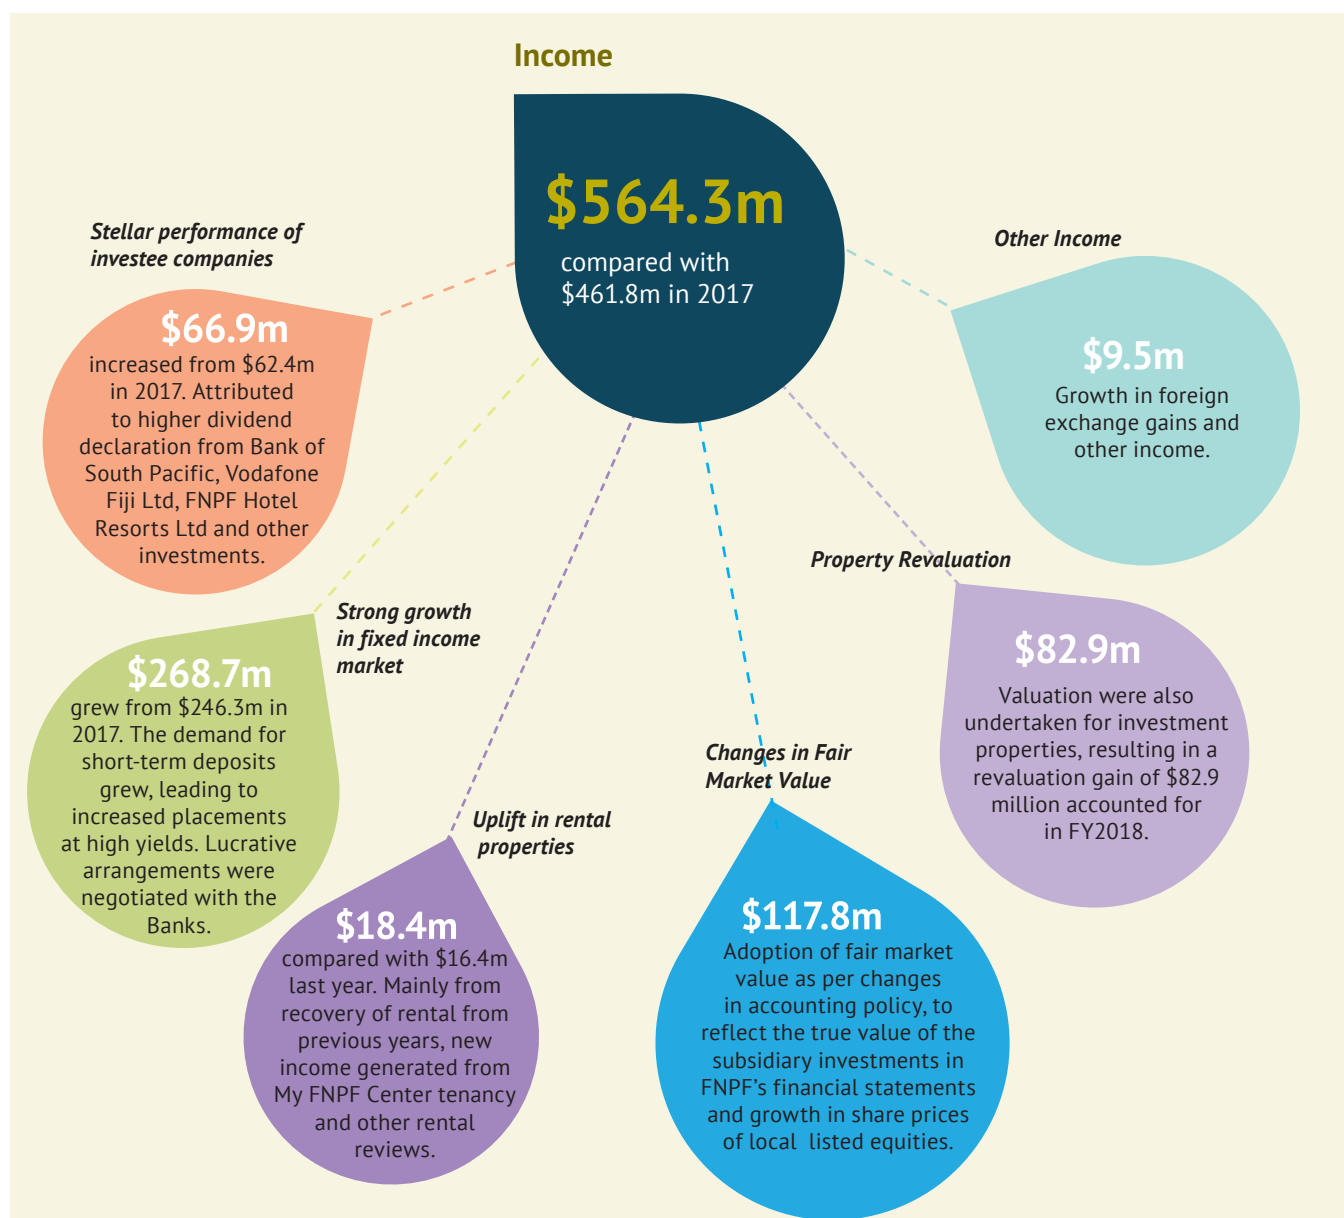 Income
$564.3m
compared with
$461.8m in 2017
Stellar performance of
investee companies
$66.9m
increased from $62.4m
in 2017. Attributed
to higher dividend
declaration from Bank of
South Pacific, Vodafone
Fiji Ltd, FNPF Hotel
Resorts Ltd and other
investments.
Strong growth
in fixed income
market
$268.7m
grew from $246.3m in
2017. The demand for
short-term deposits
grew, leading to
increased placements
at high yields. Lucrative
arrangements were
negotiated with the
Banks.
Uplift in rental
properties
$18.4m
compared with $16.4m
last year. Mainly from
recovery of rental from
previous years, new
income generated from
My FNPF Center tenancy
and other rental
reviews.
Changes in Fair
Market Value
$117.8m
Adoption of fair market
value as per changes
in accounting policy, to
reflect the true value of the
subsidiary investments in
FNPF's financial statements
and growth in share prices
of local listed equities.
Property Revaluation
$82.9m
Valuation were also
undertaken for investment
properties, resulting in a
revaluation gain of $82.9
million accounted for
in FY2018.
Other Income
$9.5m
Growth in foreign
exchange gains and
other income.